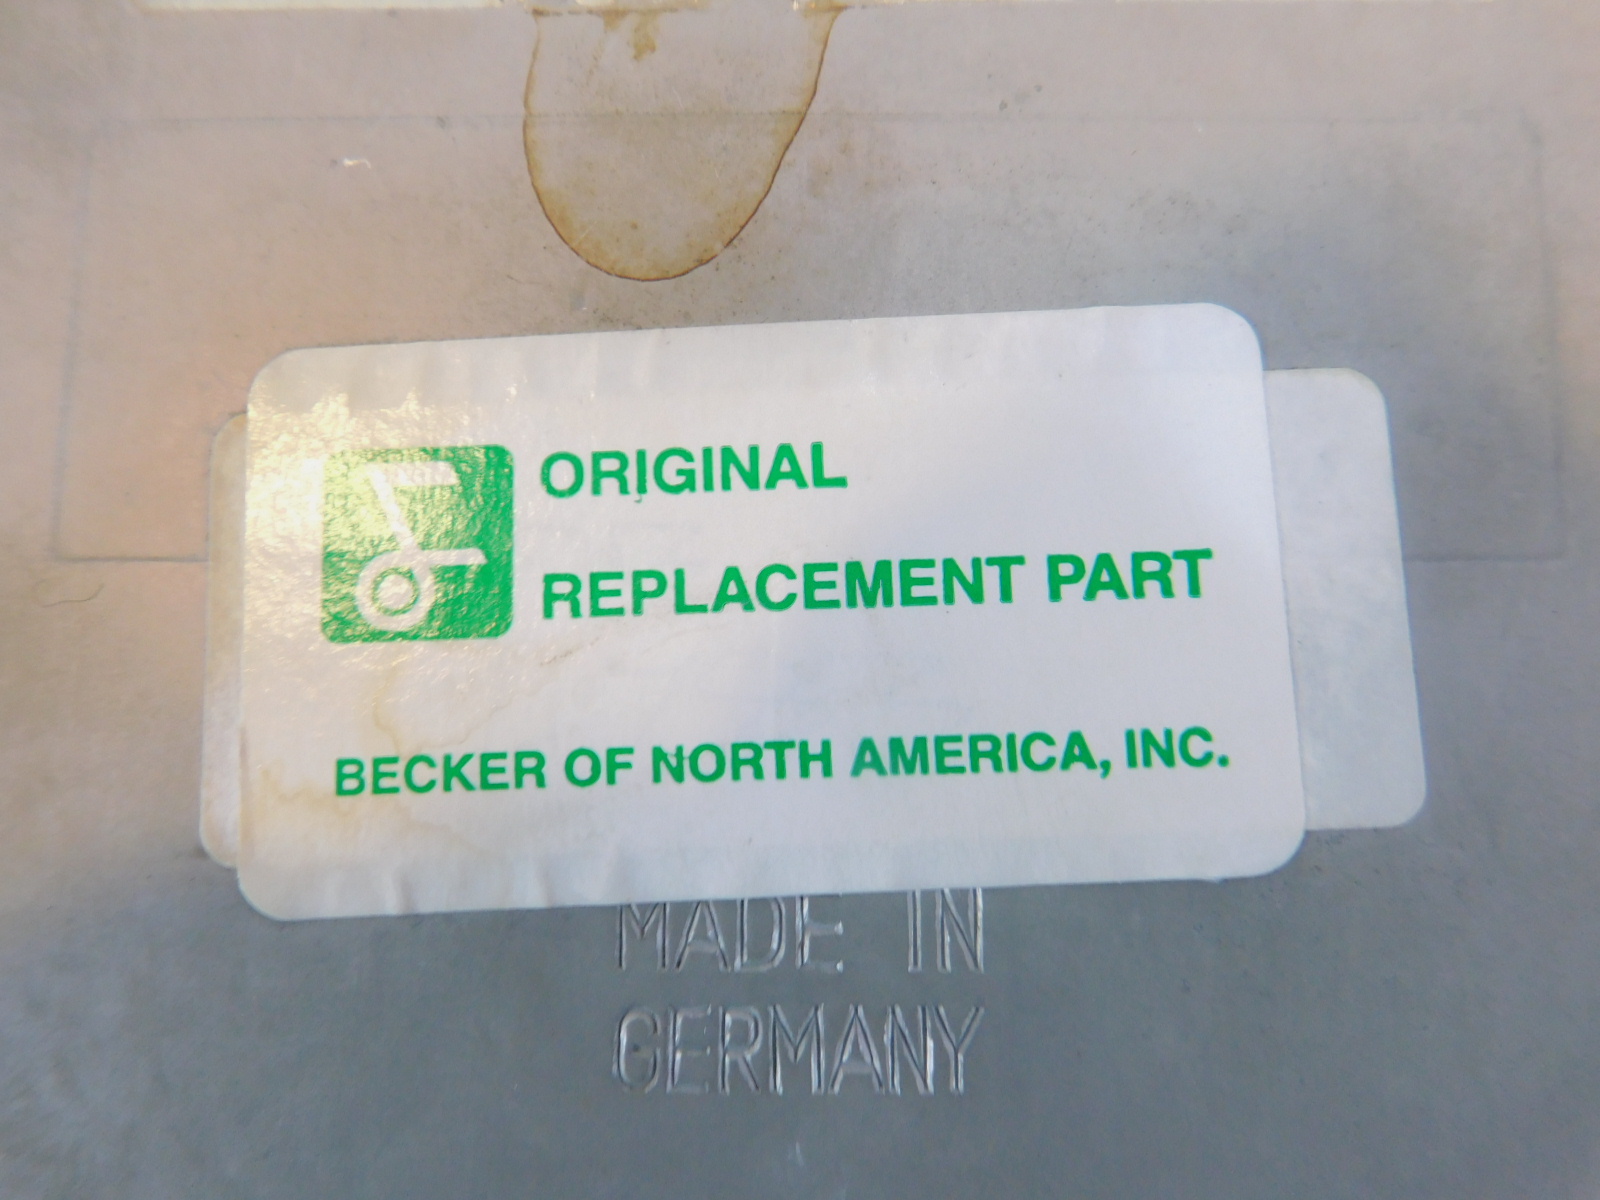 ORIGINAL
REPLACEMENT PART
BECKER OF NORTH AMERICA, INC.
MADE IN
GERMANY